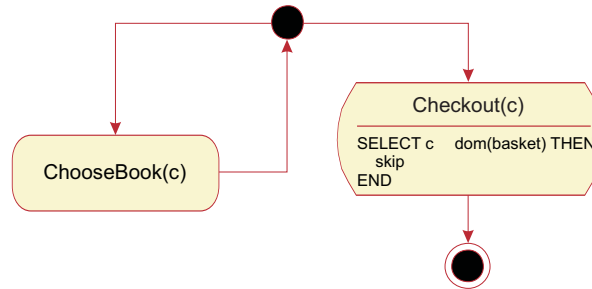 Checkout(c)
SELECT c dom(basket) THEN
skip
END
ChooseBook(c)